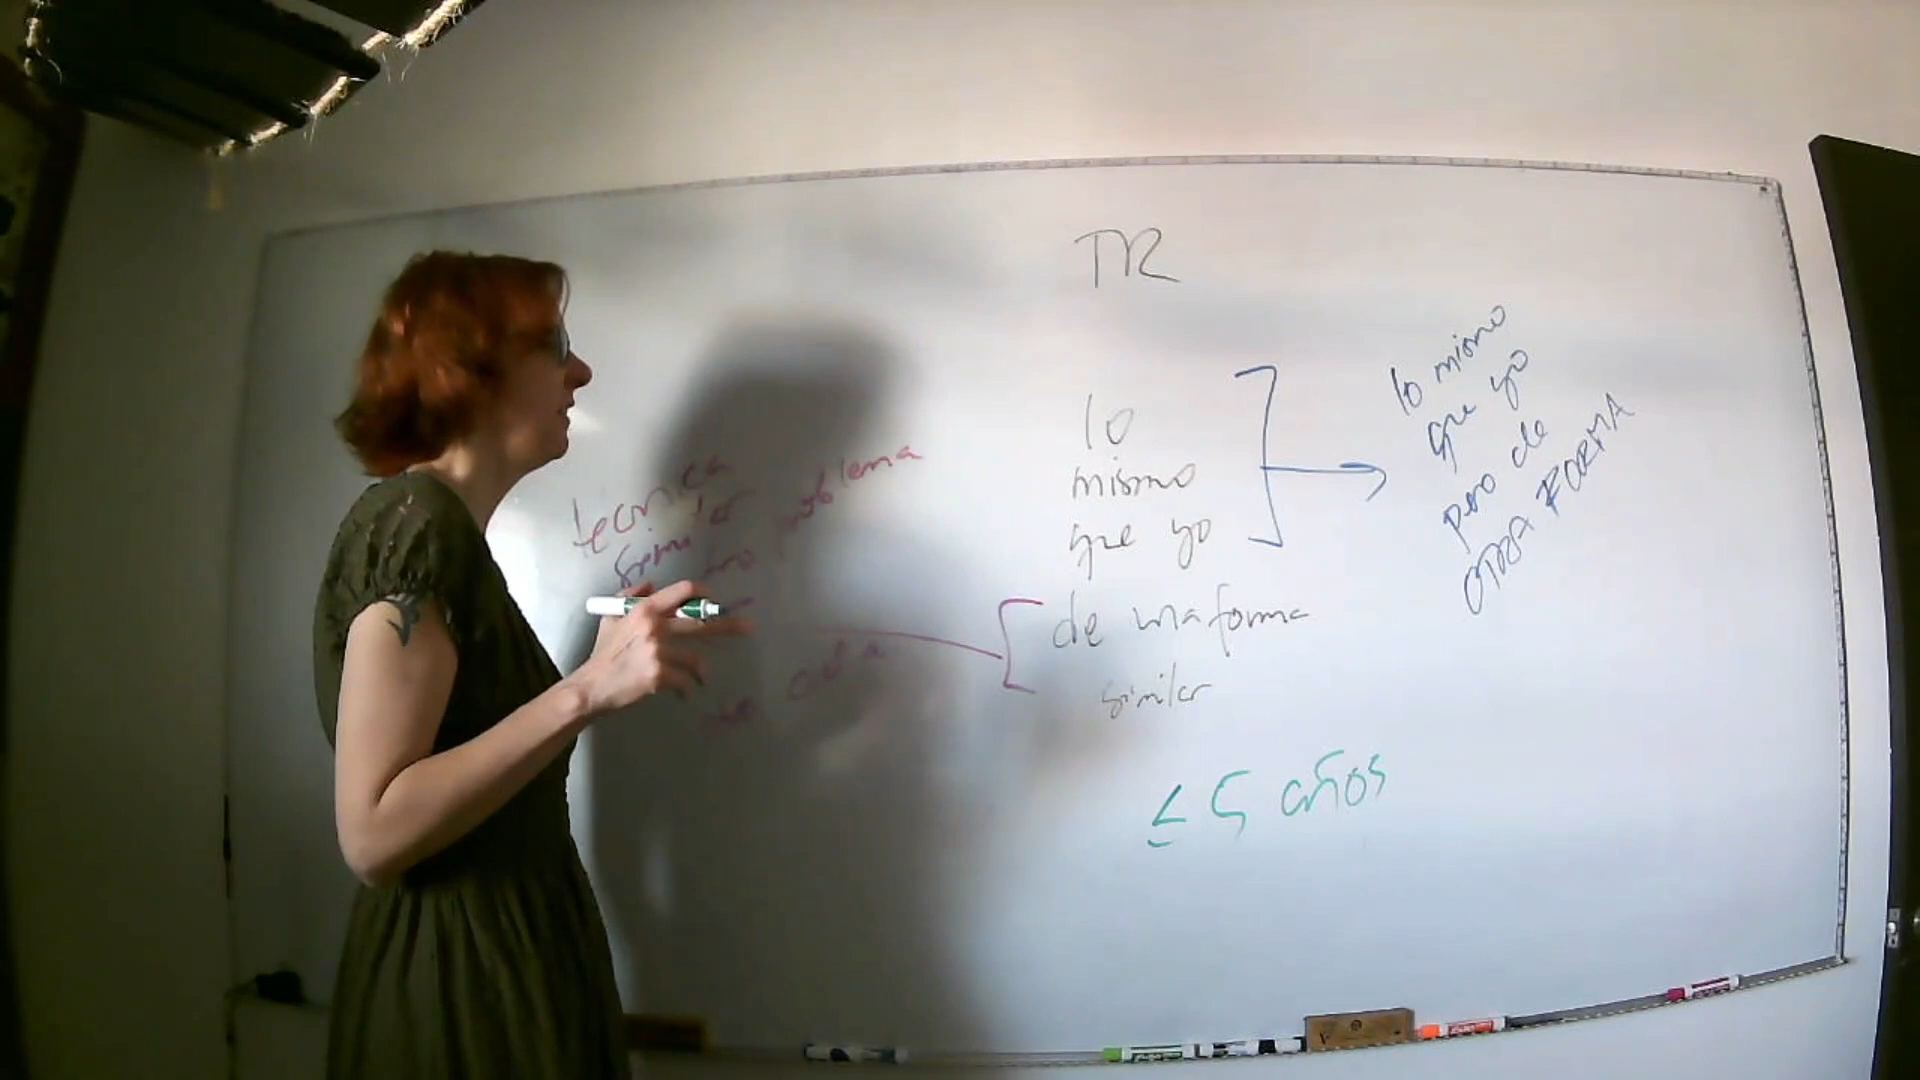 TR
lo
mismo
que yo
de una forma
similar
lo mismo
que yo
pero de
OTRA FORMA
tecnica
similar
problema
≤ 5 años